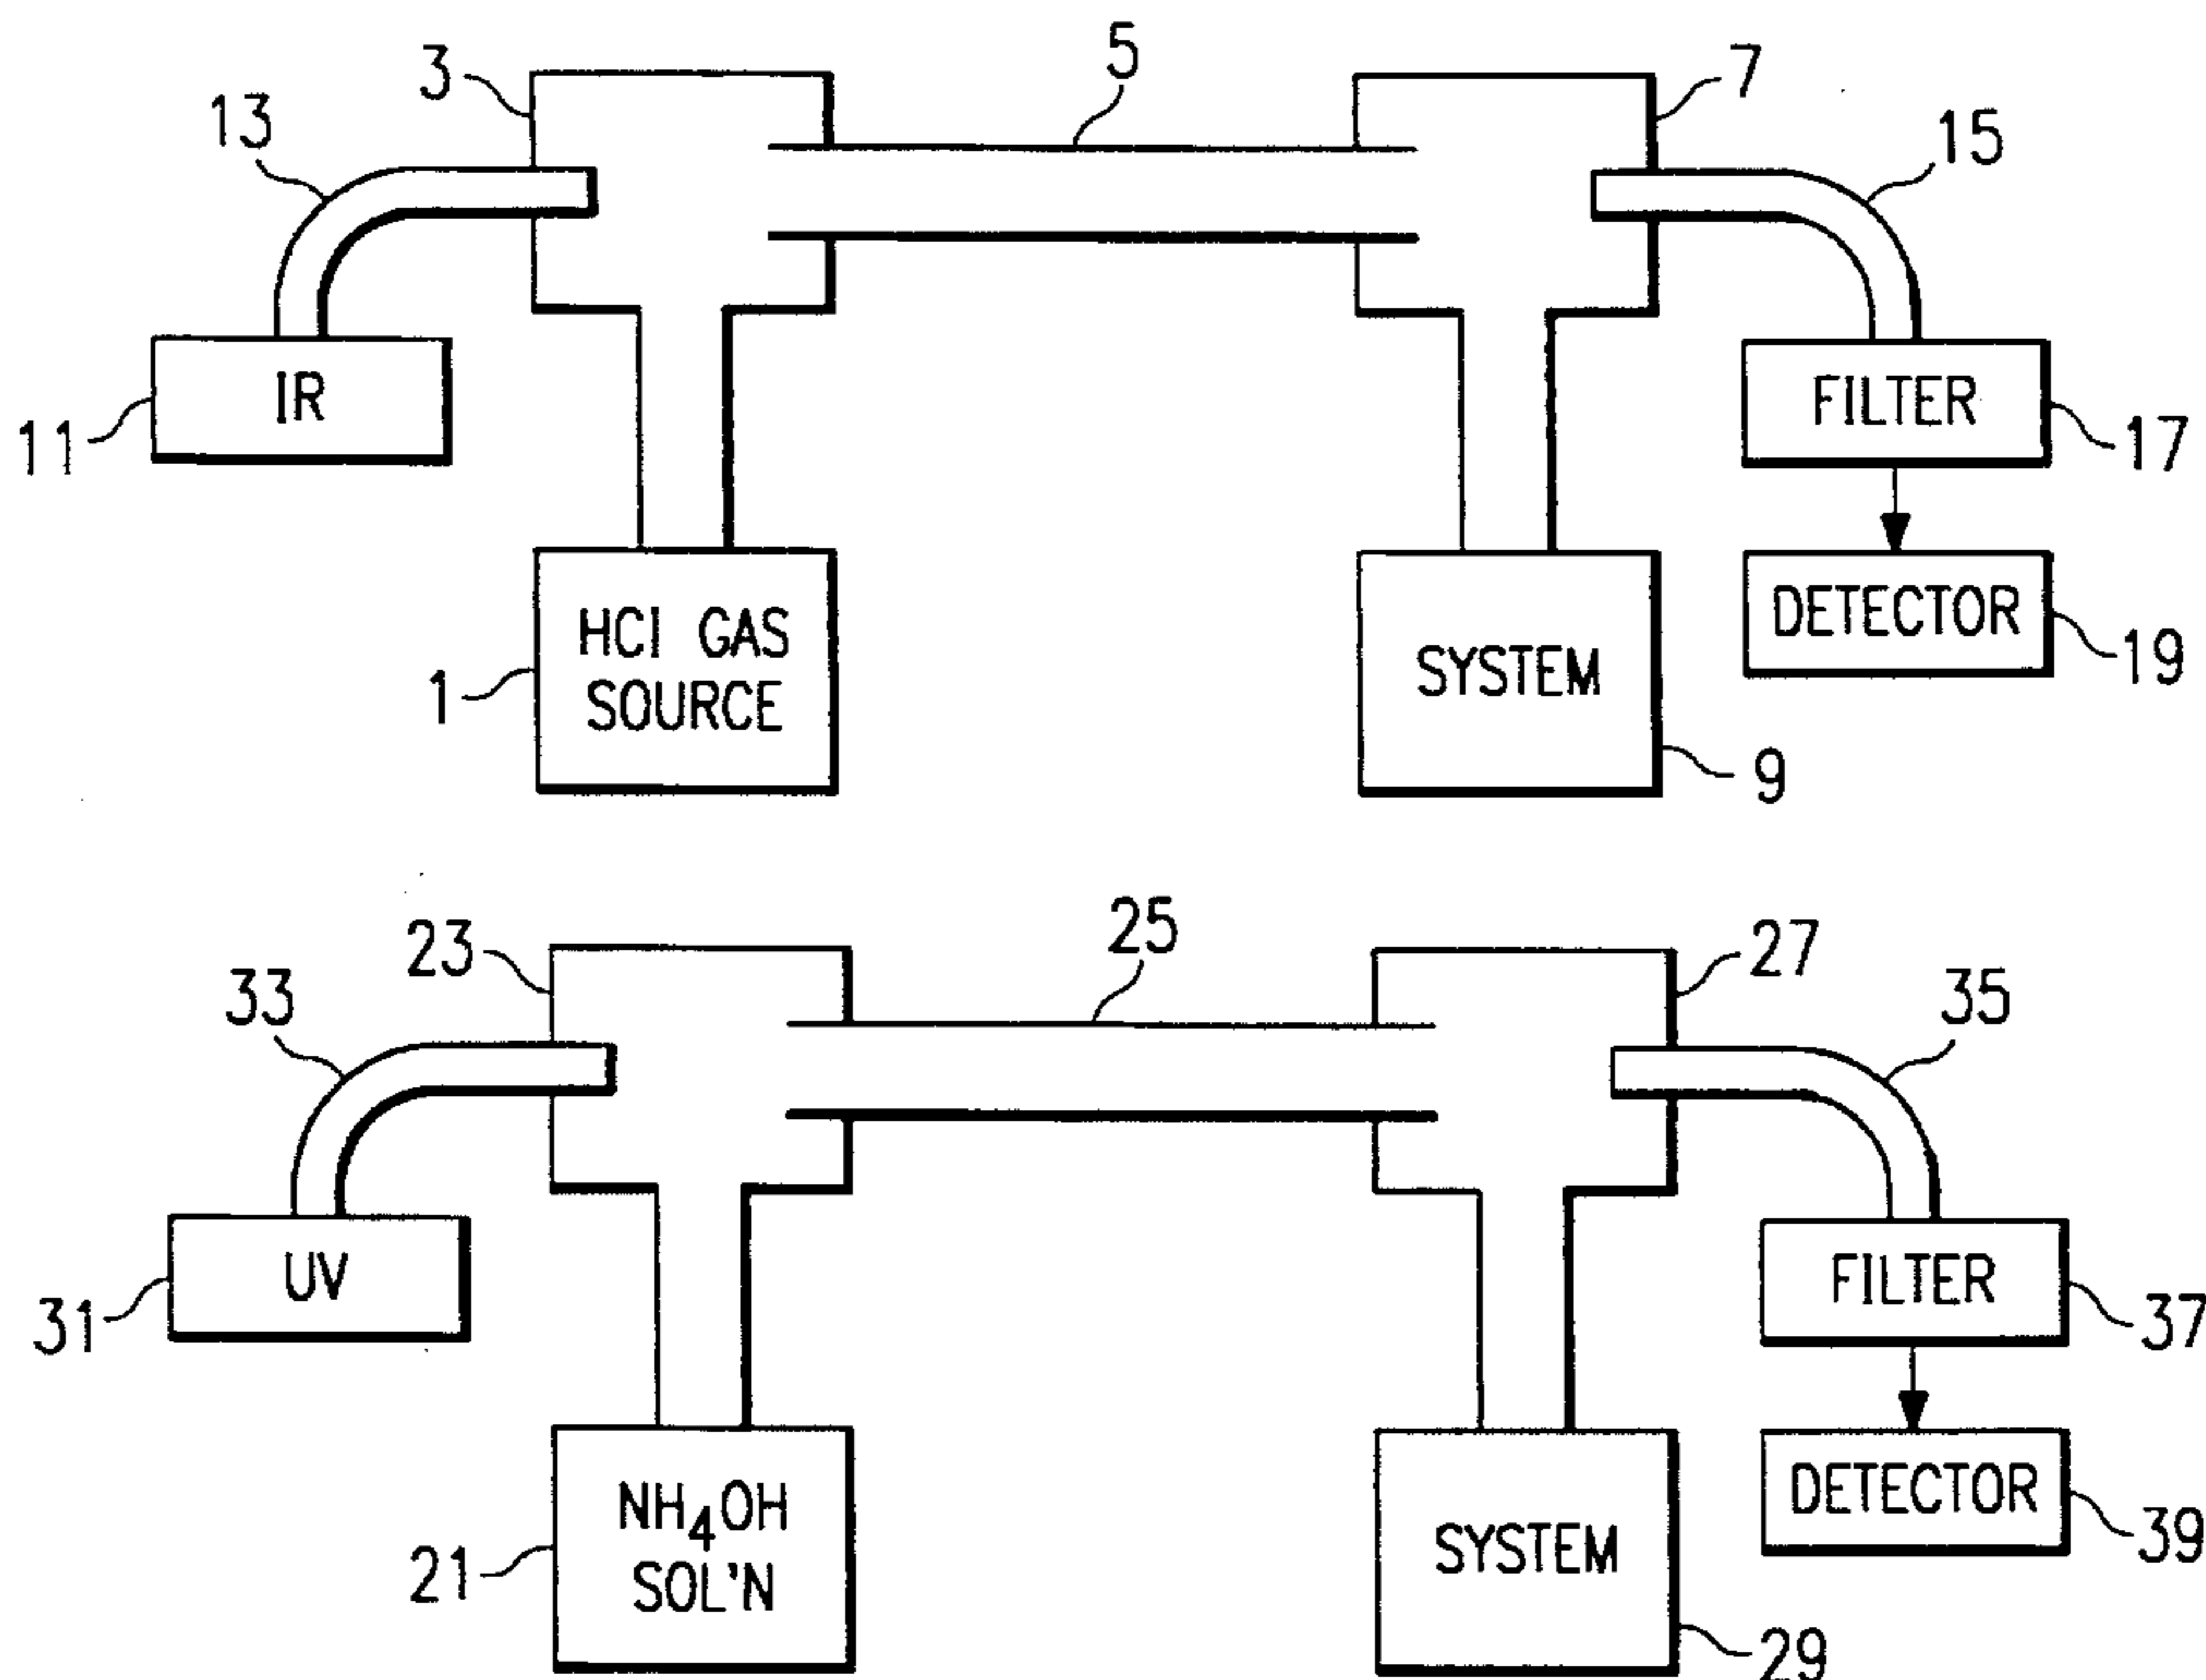 3
5
7
13
15
IR
FILTER
11
17
HCl GAS
SOURCE
SYSTEM
DETECTOR
1
19
9
23
25
27
33
35
UV
FILTER
31
37
NH₄OH
SOL'N
SYSTEM
DETECTOR
21
39
29